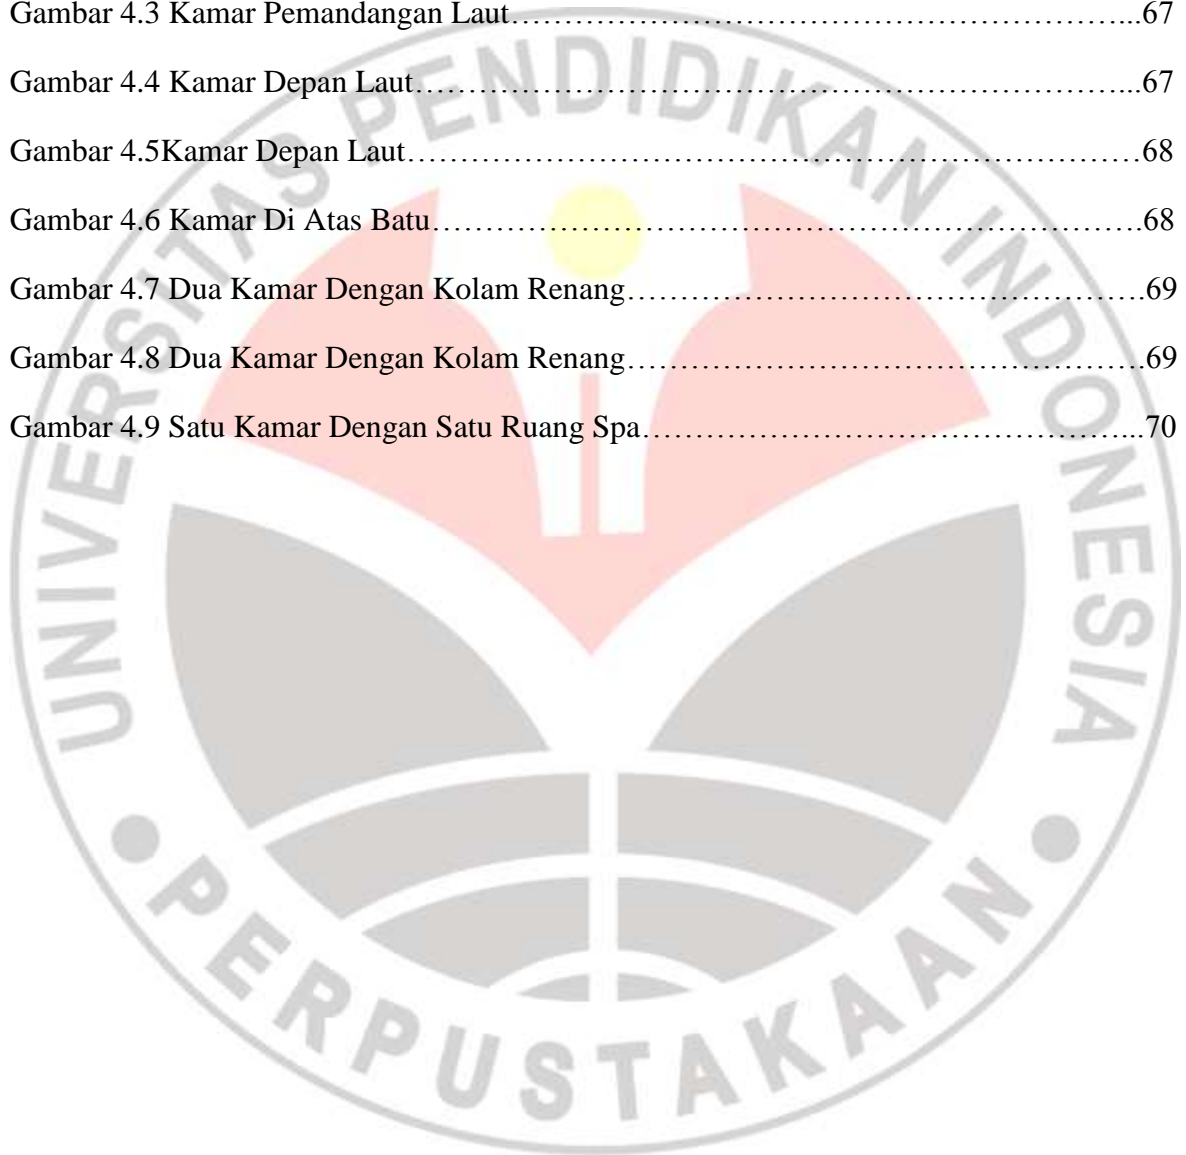 Gambar 4.3 Kamar Pemandangan Laut………………………………………………………...67
Gambar 4.4 Kamar Depan Laut…………………………………………………………………...67
Gambar 4.5Kamar Depan Laut……………………………………………………………………68
Gambar 4.6 Kamar Di Atas Batu………………………………………………………………….68
Gambar 4.7 Dua Kamar Dengan Kolam Renang……………………………………………….69
Gambar 4.8 Dua Kamar Dengan Kolam Renang……………………………………………….69
Gambar 4.9 Satu Kamar Dengan Satu Ruang Spa……………………………………………...70
UNIVERSITAS PENDIDIKAN INDONESIA
PERPUSTAKAAN